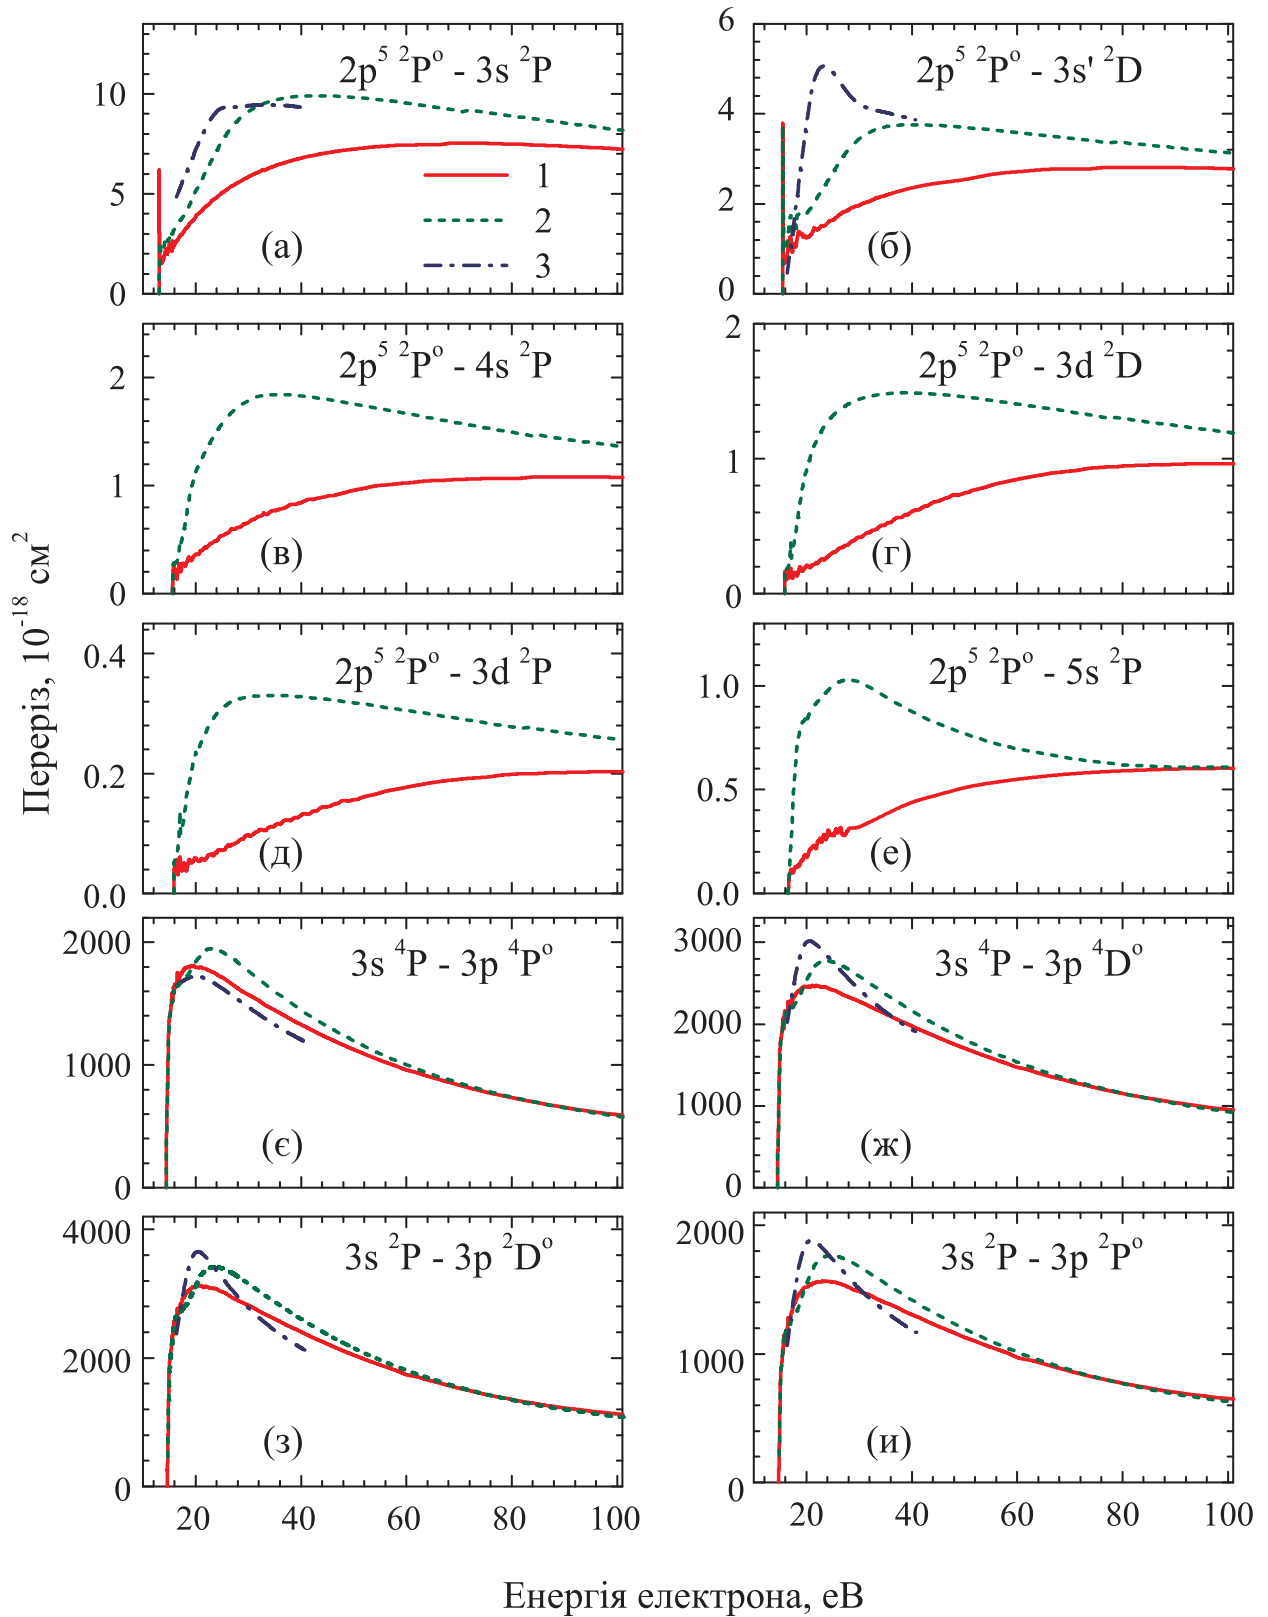 2p⁵ ²Pᵒ - 3s ²P
10
5
0
1
2
3
(а)
2p⁵ ²Pᵒ - 3s' ²D
6
4
2
0
(б)
2p⁵ ²Pᵒ - 4s ²P
2
1
0
(в)
2p⁵ ²Pᵒ - 3d ²D
2
1
0
(г)
2p⁵ ²Pᵒ - 3d ²P
0.4
0.2
0.0
(д)
2p⁵ ²Pᵒ - 5s ²P
1.0
0.5
0.0
(е)
3s ⁴P - 3p ⁴Pᵒ
2000
1000
0
(є)
3s ⁴P - 3p ⁴Dᵒ
3000
2000
1000
0
(ж)
3s ²P - 3p ²Dᵒ
4000
2000
0
(з)
3s ²P - 3p ²Pᵒ
2000
1000
0
(и)
20 40 60 80 100
20 40 60 80 100
Переріз, 10⁻¹⁸ см²
Енергія електрона, еВ